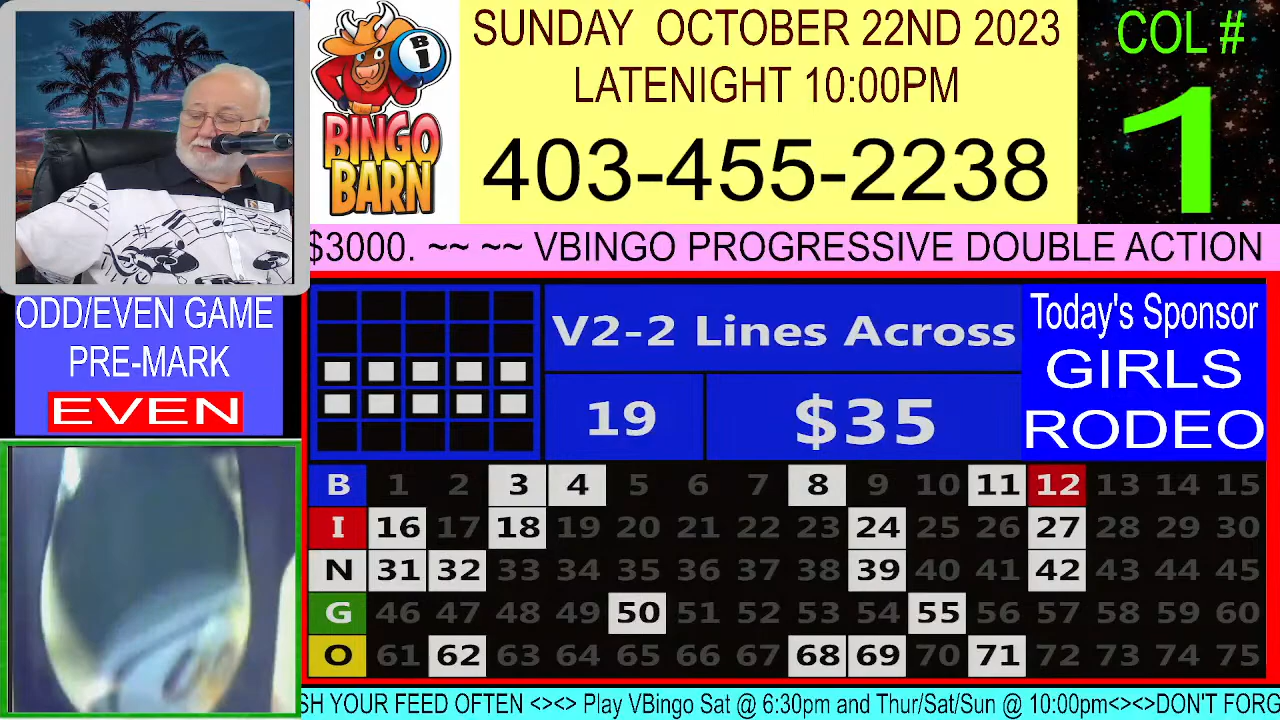 SUNDAY OCTOBER 22ND 2023
LATENIGHT 10:00PM
403-455-2238
COL #
1
BI
BINGO
BARN
$3000. ~~ ~~ VBINGO PROGRESSIVE DOUBLE ACTION
ODD/EVEN GAME
PRE-MARK
EVEN
V2-2 Lines Across
19
$35
Today's Sponsor
GIRLS
RODEO
B 1 2 3 4 5 6 7 8 9 10 11 12 13 14 15
I 16 17 18 19 20 21 22 23 24 25 26 27 28 29 30
N 31 32 33 34 35 36 37 38 39 40 41 42 43 44 45
G 46 47 48 49 50 51 52 53 54 55 56 57 58 59 60
O 61 62 63 64 65 66 67 68 69 70 71 72 73 74 75
SH YOUR FEED OFTEN <><> Play VBingo Sat @ 6:30pm and Thur/Sat/Sun @ 10:00pm<><>DON'T FORG